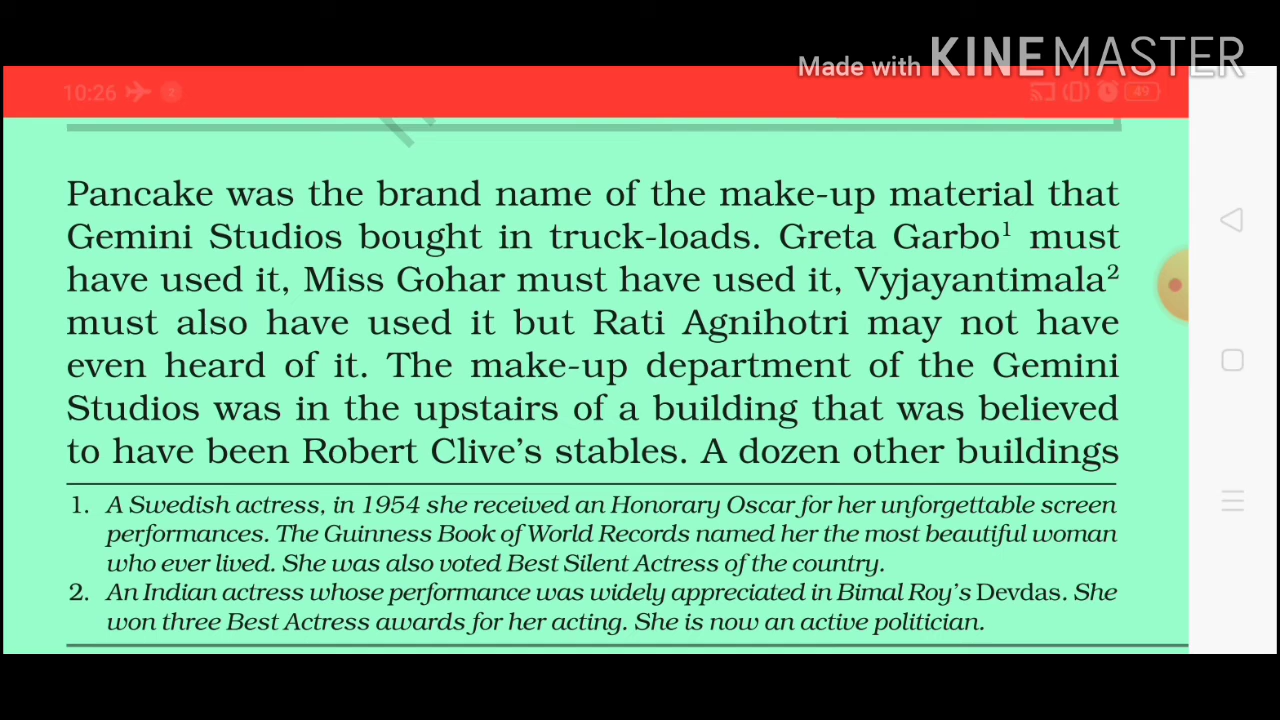 Made with KINEMASTER
10:26 2 49
Pancake was the brand name of the make-up material that
Gemini Studios bought in truck-loads. Greta Garbo¹ must
have used it, Miss Gohar must have used it, Vyjayantimala²
must also have used it but Rati Agnihotri may not have
even heard of it. The make-up department of the Gemini
Studios was in the upstairs of a building that was believed
to have been Robert Clive’s stables. A dozen other buildings
1. A Swedish actress, in 1954 she received an Honorary Oscar for her unforgettable screen
performances. The Guinness Book of World Records named her the most beautiful woman
who ever lived. She was also voted Best Silent Actress of the country.
2. An Indian actress whose performance was widely appreciated in Bimal Roy’s Devdas. She
won three Best Actress awards for her acting. She is now an active politician.